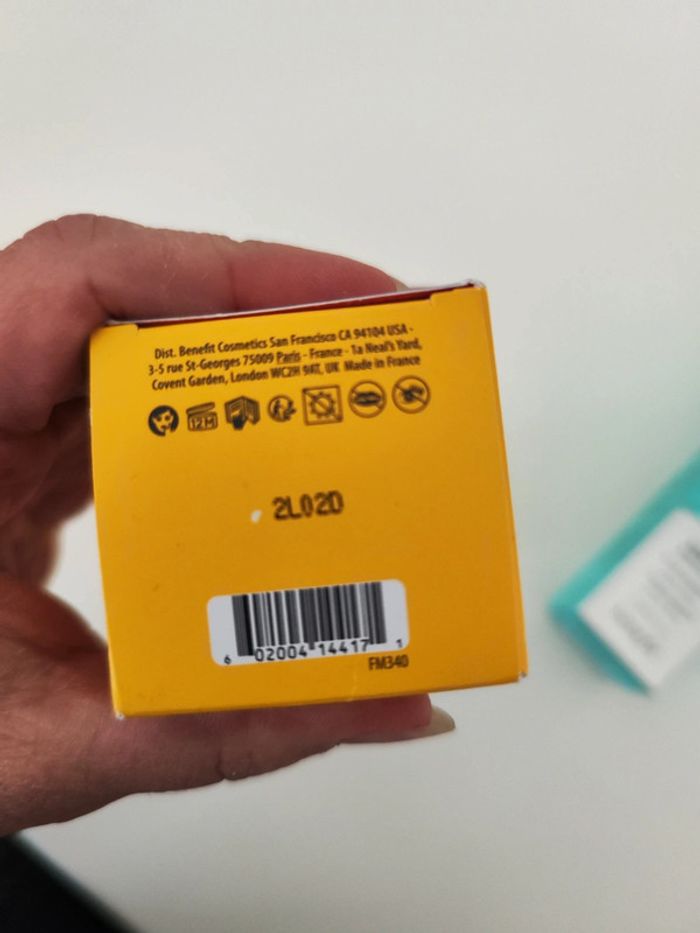 Dist. Benefit Cosmetics San Francisco CA 94104 USA ·
3-5 rue St-Georges 75009 Paris - France - 1a Neal's Yard,
Covent Garden, London WC2H 9AT, UK Made in France
12M
2L02D
6 02004 14417 1
FM340